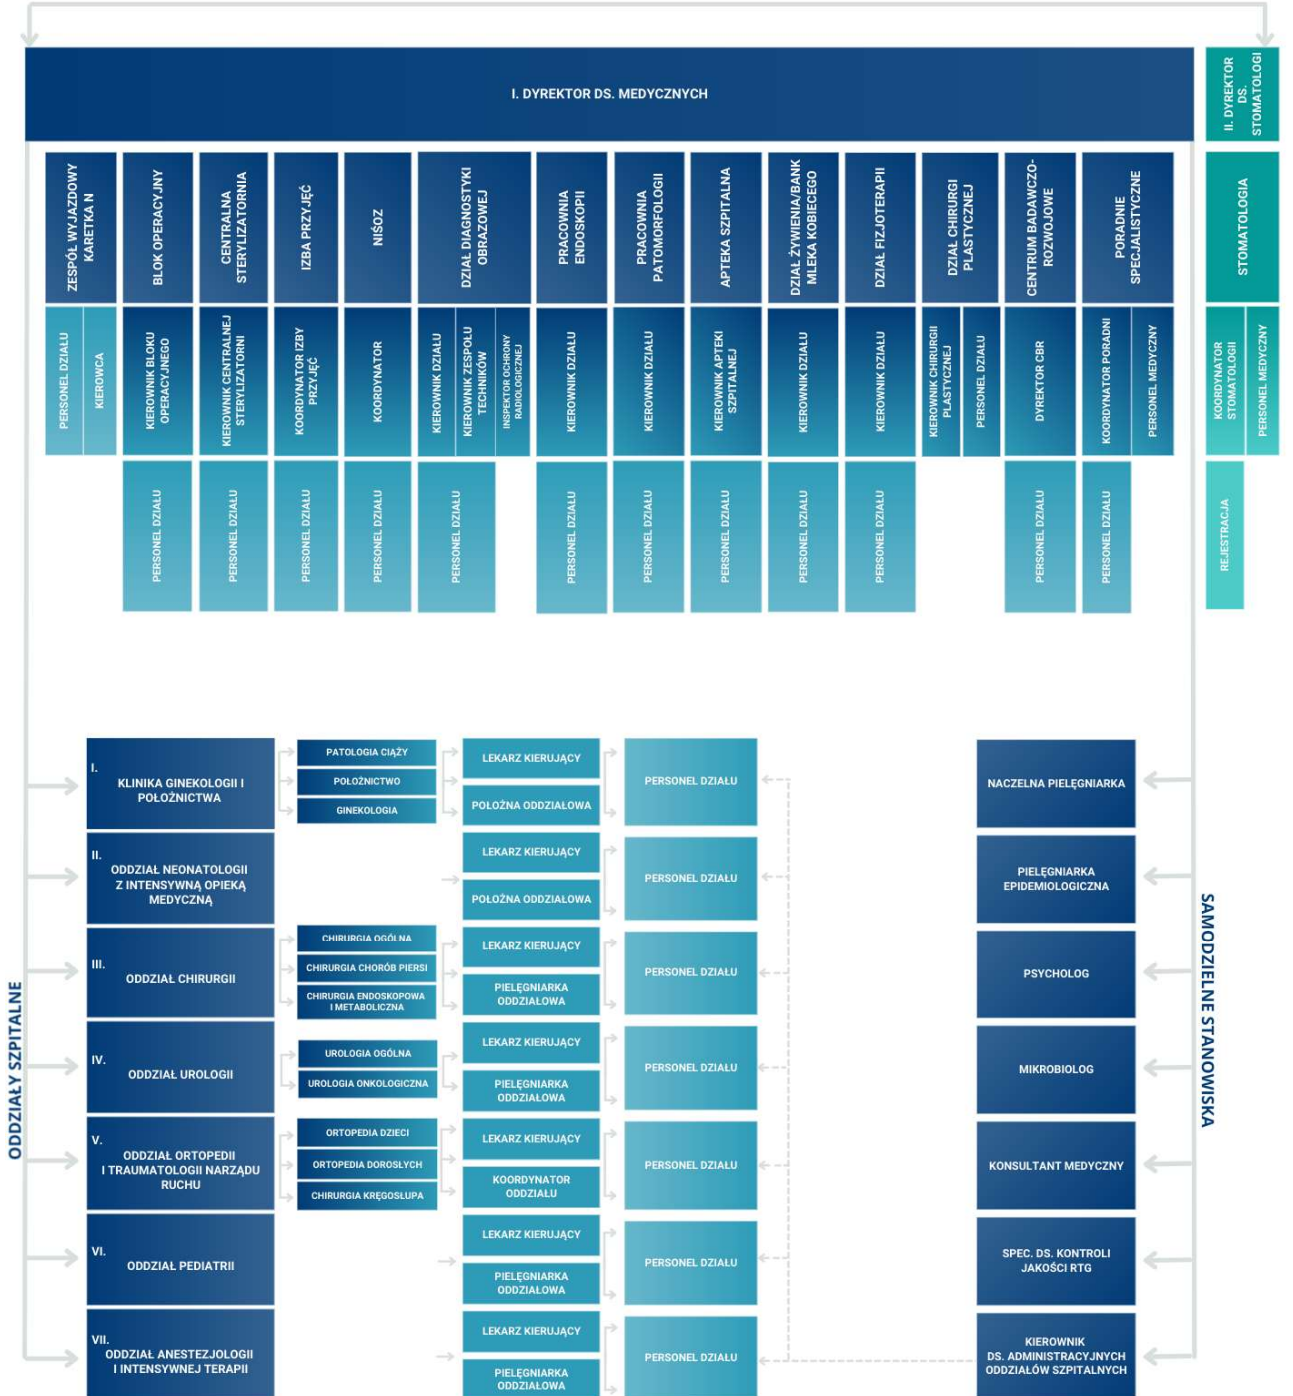 I. DYREKTOR DS. MEDYCZNYCH
II. DYREKTOR
DS.
STOMATOLOGI
ZESPÓŁ WYJAZDOWY
KARETKA N
BLOK OPERACYJNY
CENTRALNA
STERYLIZATORNIA
IZBA PRZYJĘĆ
NIŚOZ
DZIAŁ DIAGNOSTYKI
OBRAZOWEJ
PRACOWNIA
ENDOSKOPII
PRACOWNIA
PATOMORFOLOGII
APTEKA SZPITALNA
DZIAŁ ŻYWIENIA/BANK
MLEKA KOBIECEGO
DZIAŁ FIZJOTERAPII
DZIAŁ CHIRURGI
PLASTYCZNEJ
CENTRUM BADAWCZO-
ROZWOJOWE
PORADNIE
SPECJALISTYCZNE
STOMATOLOGIA
PERSONEL DZIAŁU
KIEROWCA
KIEROWNIK BLOKU
OPERACYJNEGO
KIEROWNIK CENTRALNEJ
STERYLIZATORNI
KOORDYNATOR IZBY
PRZYJĘĆ
KOORDYNATOR
KIEROWNIK DZIAŁU
KIEROWNIK ZESPOŁU
TECHNIKÓW
INSPEKTOR OCHRONY
RADIOLOGICZNEJ
KIEROWNIK DZIAŁU
KIEROWNIK DZIAŁU
KIEROWNIK APTEKI
SZPITALNEJ
KIEROWNIK DZIAŁU
KIEROWNIK DZIAŁU
KIEROWNIK CHIRURGII
PLASTYCZNEJ
PERSONEL DZIAŁU
DYREKTOR CBR
KOORDYNATOR PORADNI
PERSONEL MEDYCZNY
KOORDYNATOR
STOMATOLOGII
PERSONEL MEDYCZNY
PERSONEL DZIAŁU
PERSONEL DZIAŁU
PERSONEL DZIAŁU
PERSONEL DZIAŁU
PERSONEL DZIAŁU
PERSONEL DZIAŁU
PERSONEL DZIAŁU
PERSONEL DZIAŁU
PERSONEL DZIAŁU
PERSONEL DZIAŁU
PERSONEL DZIAŁU
PERSONEL DZIAŁU
REJESTRACJA
ODDZIAŁY SZPITALNE
I.
KLINIKA GINEKOLOGII I
POŁOŻNICTWA
PATOLOGIA CIĄŻY
POŁOŻNICTWO
GINEKOLOGIA
LEKARZ KIERUJĄCY
POŁOŻNA ODDZIAŁOWA
PERSONEL DZIAŁU
II.
ODDZIAŁ NEONATOLOGII
Z INTENSYWNĄ OPIEKĄ
MEDYCZNĄ
LEKARZ KIERUJĄCY
POŁOŻNA ODDZIAŁOWA
PERSONEL DZIAŁU
III.
ODDZIAŁ CHIRURGII
CHIRURGIA OGÓLNA
CHIRURGIA CHORÓB PIERSI
CHIRURGIA ENDOSKOPOWA
I METABOLICZNA
LEKARZ KIERUJĄCY
PIELĘGNIARKA
ODDZIAŁOWA
PERSONEL DZIAŁU
IV.
ODDZIAŁ UROLOGII
UROLOGIA OGÓLNA
UROLOGIA ONKOLOGICZNA
LEKARZ KIERUJĄCY
PIELĘGNIARKA
ODDZIAŁOWA
PERSONEL DZIAŁU
V.
ODDZIAŁ ORTOPEDII
I TRAUMATOLOGII NARZĄDU
RUCHU
ORTOPEDIA DZIECI
ORTOPEDIA DOROSŁYCH
CHIRURGIA KRĘGOSŁUPA
LEKARZ KIERUJĄCY
KOORDYNATOR
ODDZIAŁU
PERSONEL DZIAŁU
VI.
ODDZIAŁ PEDIATRII
LEKARZ KIERUJĄCY
PIELĘGNIARKA
ODDZIAŁOWA
PERSONEL DZIAŁU
VII.
ODDZIAŁ ANESTEZJOLOGII
I INTENSYWNEJ TERAPII
LEKARZ KIERUJĄCY
PIELĘGNIARKA
ODDZIAŁOWA
PERSONEL DZIAŁU
NACZELNA PIELĘGNIARKA
PIELĘGNIARKA
EPIDEMIOLOGICZNA
PSYCHOLOG
MIKROBIOLOG
KONSULTANT MEDYCZNY
SPEC. DS. KONTROLI
JAKOŚCI RTG
KIEROWNIK
DS. ADMINISTRACYJNYCH
ODDZIAŁÓW SZPITALNYCH
SAMODZIELNE STANOWISKA